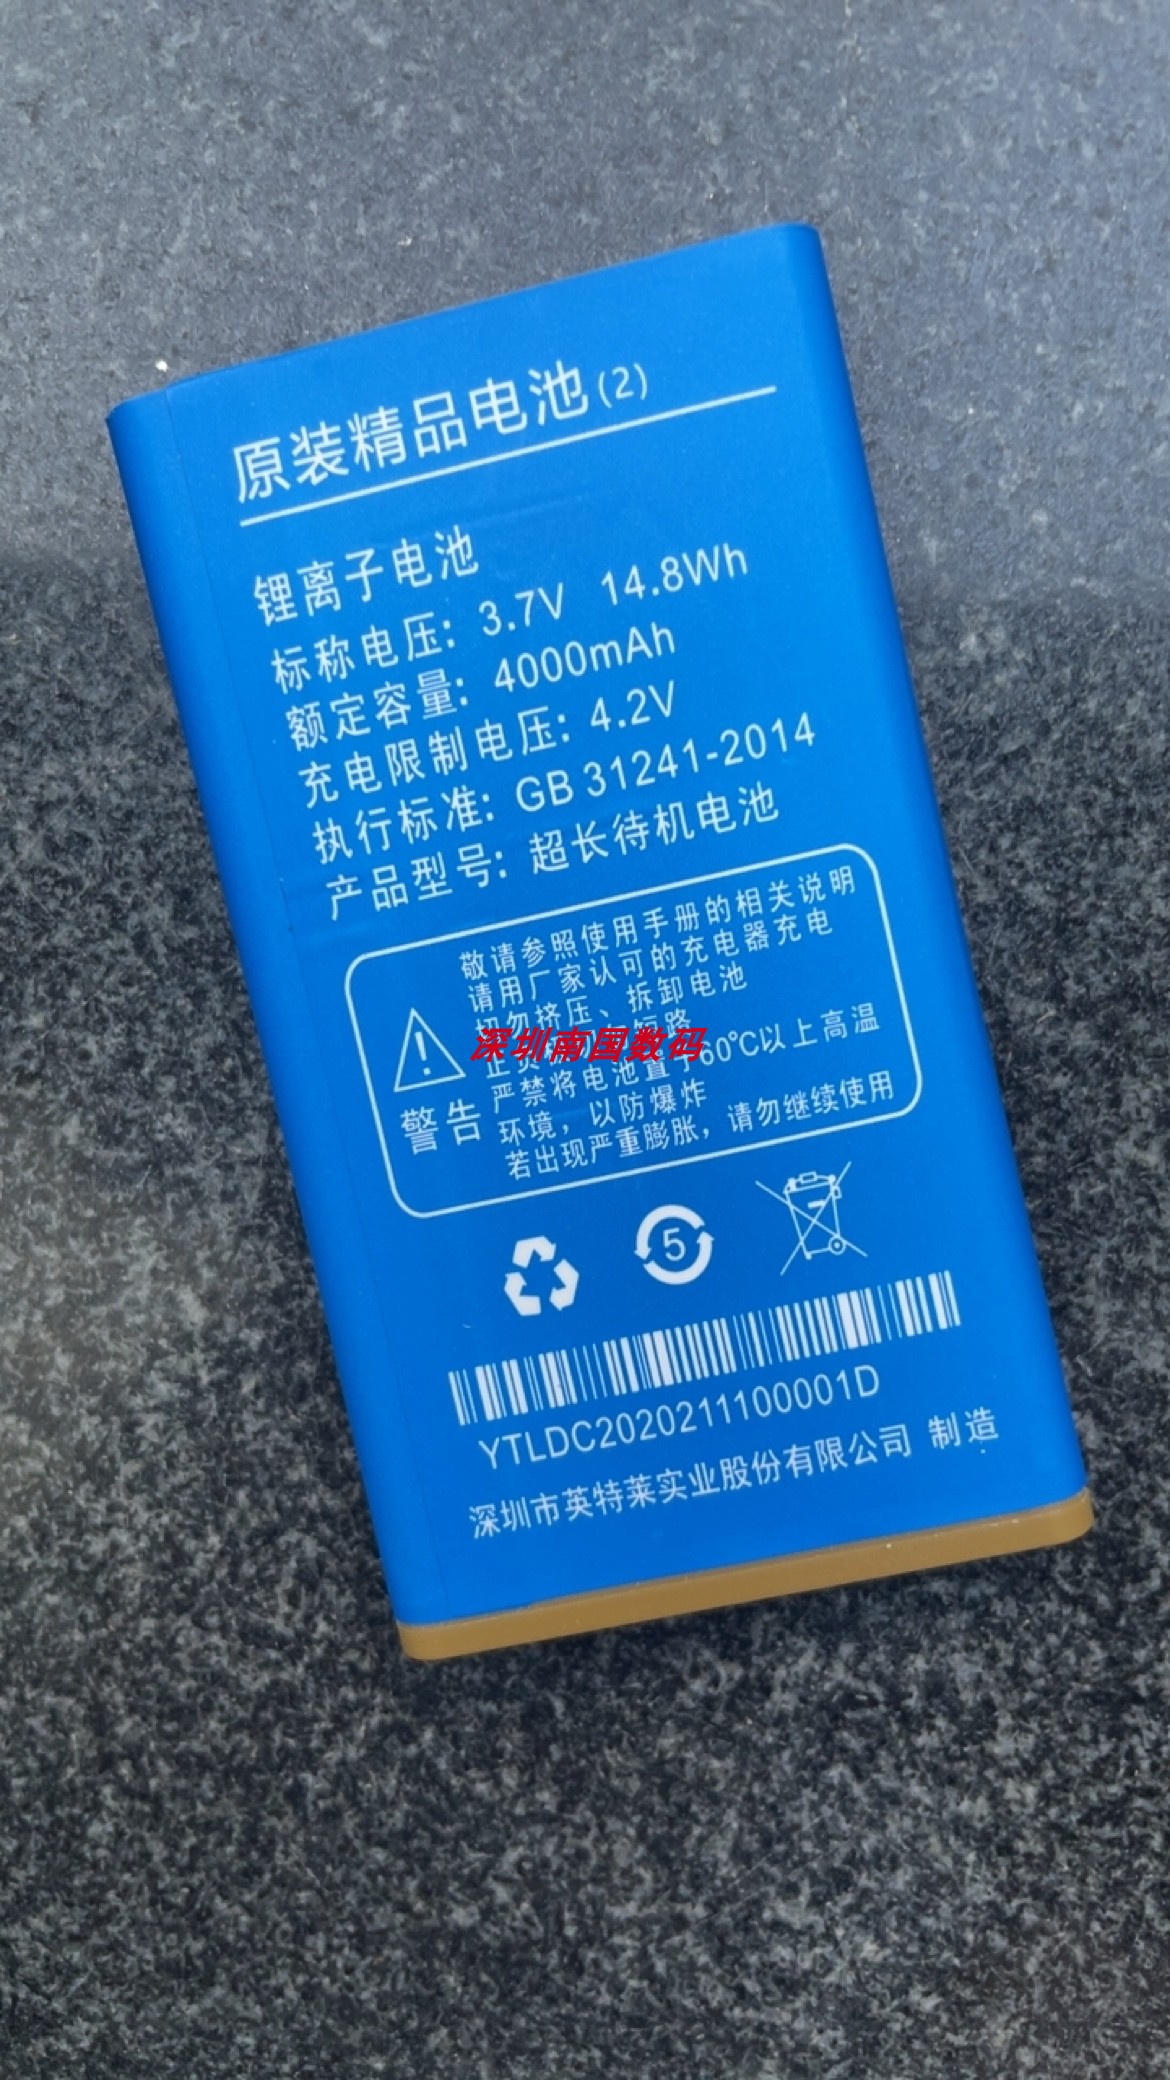 原装精品电池(2)
锂离子电池
标称电压: 3.7V 14.8Wh
额定容量: 4000mAh
充电限制电压: 4.2V
执行标准: GB 31241-2014
产品型号: 超长待机电池
敬请参照使用手册的相关说明
请用厂家认可的充电器充电
切勿挤压、拆卸电池
短路
深圳南国数码
严禁将电池置于60℃以上高温
环境，以防爆炸
若出现严重膨胀，请勿继续使用
警告
5
YTLDC2020211100001D
深圳市英特莱实业股份有限公司 制造